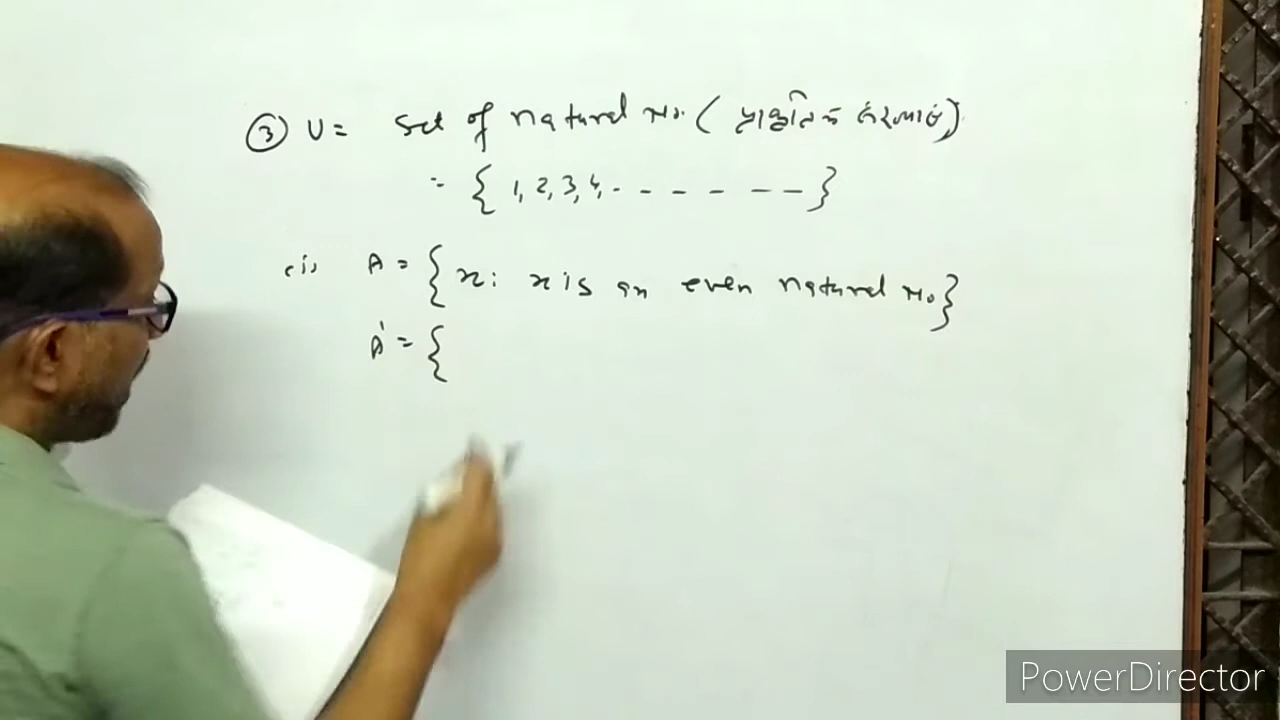 ③ U = Set of natural no. (प्राकृतिक संख्याएं)
= { 1, 2, 3, 4, - - - - - - - }
(i) A = { x : x is an even natural no. }
A' = {
PowerDirector